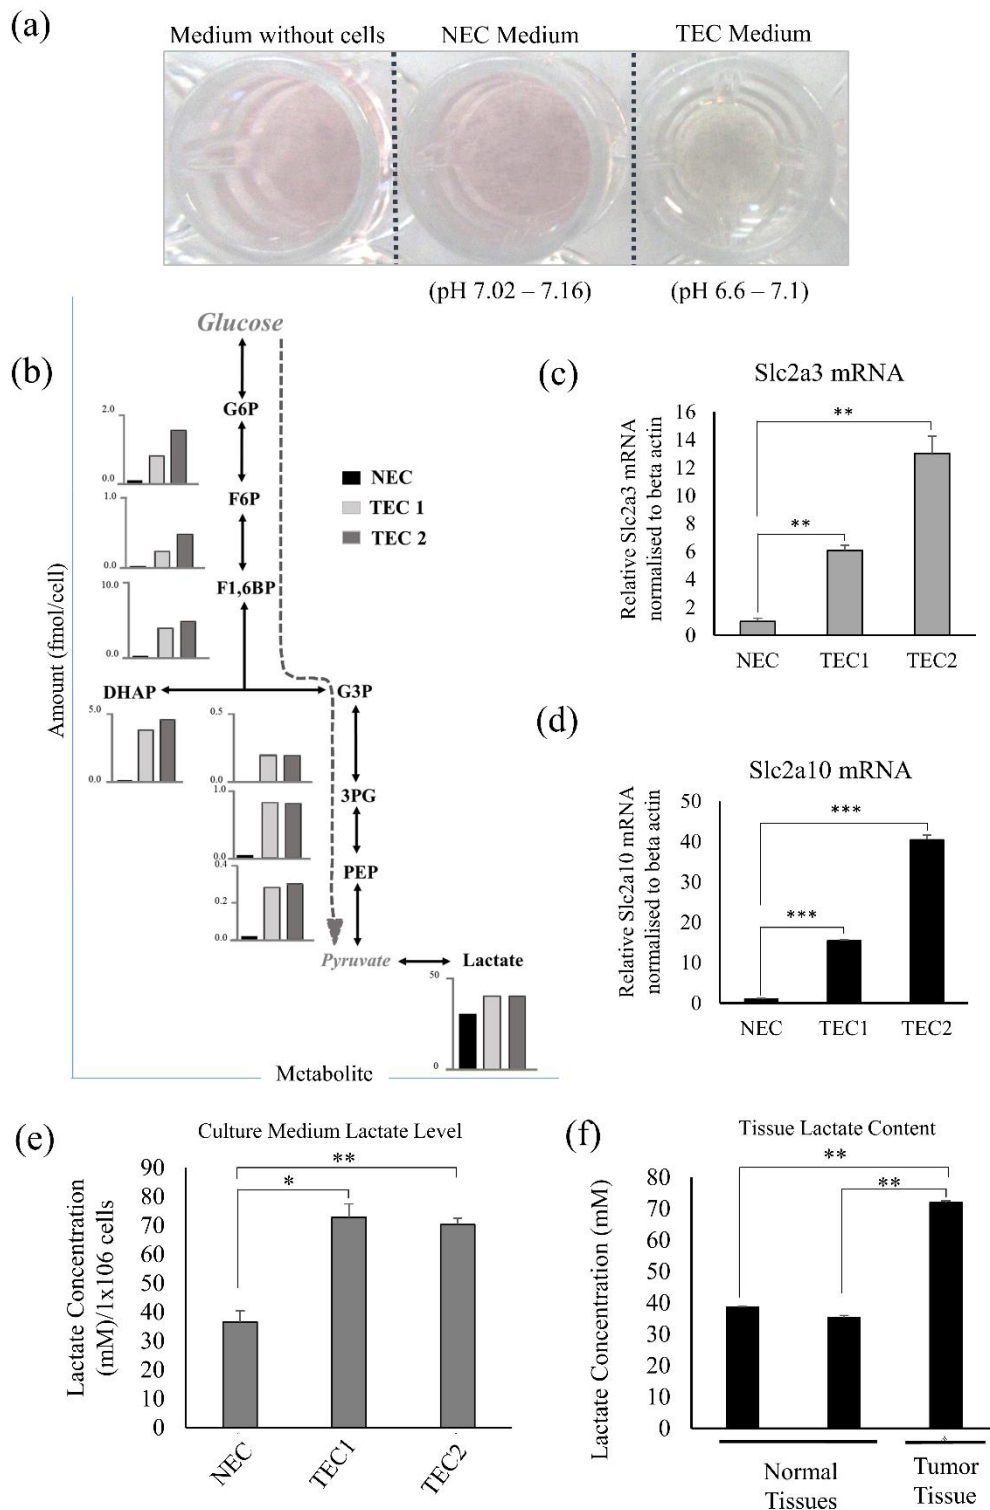 (a)
Medium without cells NEC Medium TEC Medium
(pH 7.02 – 7.16) (pH 6.6 – 7.1)
(b)
Glucose
G6P
2.0
0.0
F6P
1.0
0.0
F1,6BP
10.0
0.0
NEC
TEC 1
TEC 2
Amount (fmol/cell)
DHAP G3P
5.0
0.0
0.5
0.0
3PG
1.0
0.0
PEP
0.4
0.2
0.0
Pyruvate Lactate
50
0
Metabolite
(c)
Slc2a3 mRNA
Relative Slc2a3 mRNA
normalised to beta actin
16
14
12
10
8
6
4
2
0
**
**
NEC TEC1 TEC2
(d)
Slc2a10 mRNA
Relative Slc2a10 mRNA
normalised to beta actin
50
40
30
20
10
0
***
***
NEC TEC1 TEC2
(e)
Culture Medium Lactate Level
Lactate Concentration
(mM)/1x106 cells
90
80
70
60
50
40
30
20
10
0
**
*
NEC TEC1 TEC2
(f)
Tissue Lactate Content
Lactate Concentration (mM)
80
70
60
50
40
30
20
10
0
**
**
Normal
Tissues
Tumor
Tissue